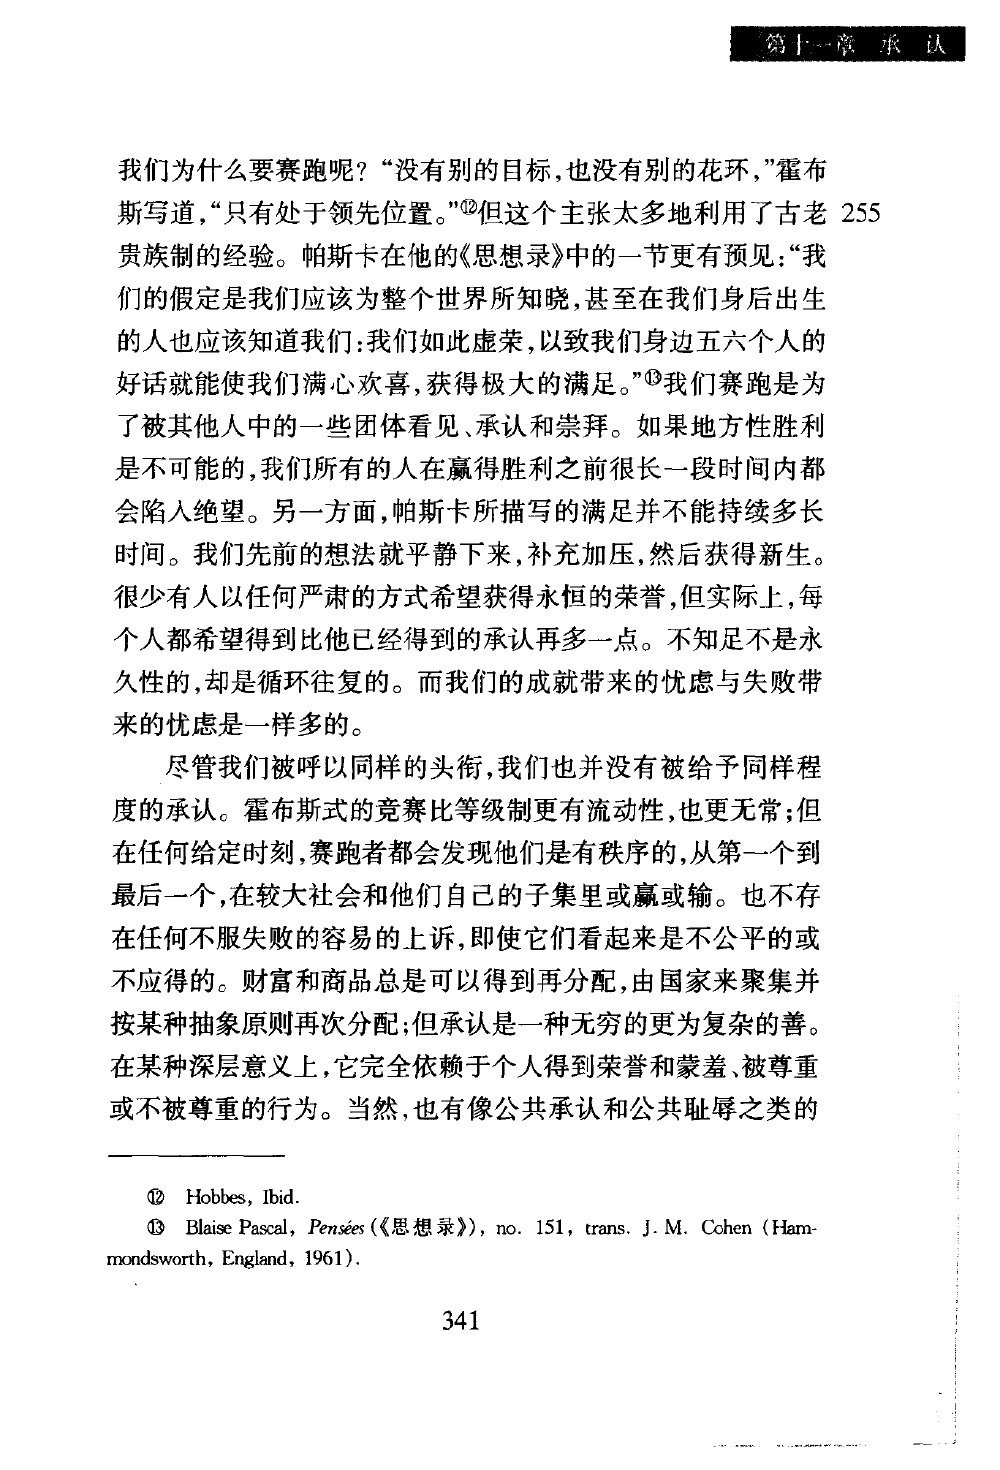 第十一章 承 认
我们为什么要赛跑呢？“没有别的目标,也没有别的花环,”霍布
斯写道,“只有处于领先位置。”⑫但这个主张太多地利用了古老 255
贵族制的经验。帕斯卡在他的《思想录》中的一节更有预见:“我
们的假定是我们应该为整个世界所知晓,甚至在我们身后出生
的人也应该知道我们:我们如此虚荣,以致我们身边五六个人的
好话就能使我们满心欢喜,获得极大的满足。”⑬我们赛跑是为
了被其他人中的一些团体看见、承认和崇拜。如果地方性胜利
是不可能的,我们所有的人在赢得胜利之前很长一段时间内都
会陷入绝望。另一方面,帕斯卡所描写的满足并不能持续多长
时间。我们先前的想法就平静下来,补充加压,然后获得新生。
很少有人以任何严肃的方式希望获得永恒的荣誉,但实际上,每
个人都希望得到比他已经得到的承认再多一点。不知足不是永
久性的,却是循环往复的。而我们的成就带来的忧虑与失败带
来的忧虑是一样多的。
尽管我们被呼以同样的头衔,我们也并没有被给予同样程
度的承认。霍布斯式的竞赛比等级制更有流动性,也更无常;但
在任何给定时刻,赛跑者都会发现他们是有秩序的,从第一个到
最后一个,在较大社会和他们自己的子集里或赢或输。也不存
在任何不服失败的容易的上诉,即使它们看起来是不公平的或
不应得的。财富和商品总是可以得到再分配,由国家来聚集并
按某种抽象原则再次分配;但承认是一种无穷的更为复杂的善。
在某种深层意义上,它完全依赖于个人得到荣誉和蒙羞、被尊重
或不被尊重的行为。当然,也有像公共承认和公共耻辱之类的
⑫ Hobbes, Ibid.
⑬ Blaise Pascal, Pensées (《思想录》), no. 151, trans. J. M. Cohen (Ham-
mondsworth, England, 1961).
341